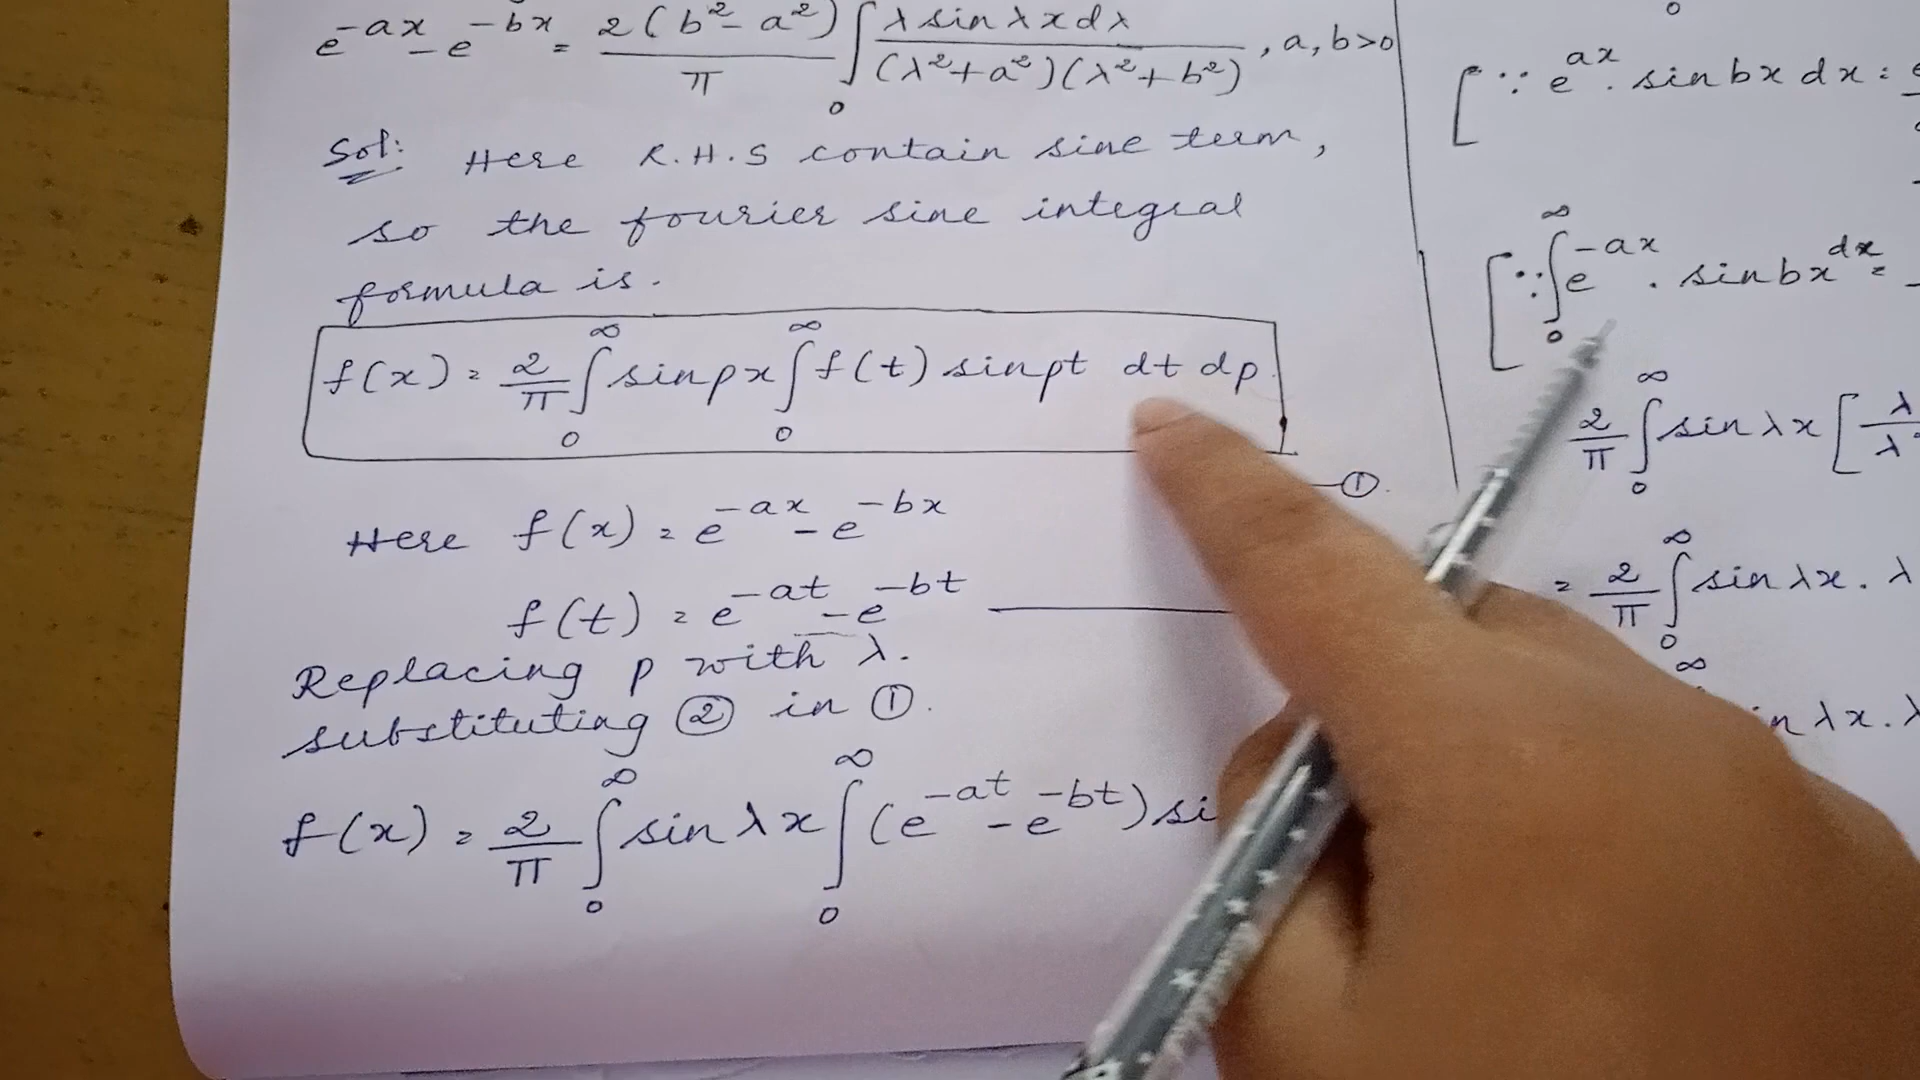 e^-ax - e^-bx = 2(b² - a²)/π ∫₀ λ sin λx dλ/(λ²+a²)(λ²+b²), a, b>0
Sol: Here R.H.S contain sine term,
so the fourier sine integral
formula is.
f(x) = 2/π ∫₀^∞ sin px ∫₀^∞ f(t) sin pt dt dp.
—①.
Here f(x) = e^-ax - e^-bx
f(t) = e^-at - e^-bt
Replacing p with λ.
substituting ② in ①.
f(x) = 2/π ∫₀^∞ sin λx ∫₀^∞ (e^-at - e^-bt) si
0
[∵ e^ax . sin bx dx =
[∵ ∫₀^∞ e^-ax . sin bx dx =
2/π ∫₀^∞ sin λx [λ/λ²
= 2/π ∫₀^∞ sin λx . λ
∞
n λx . λ